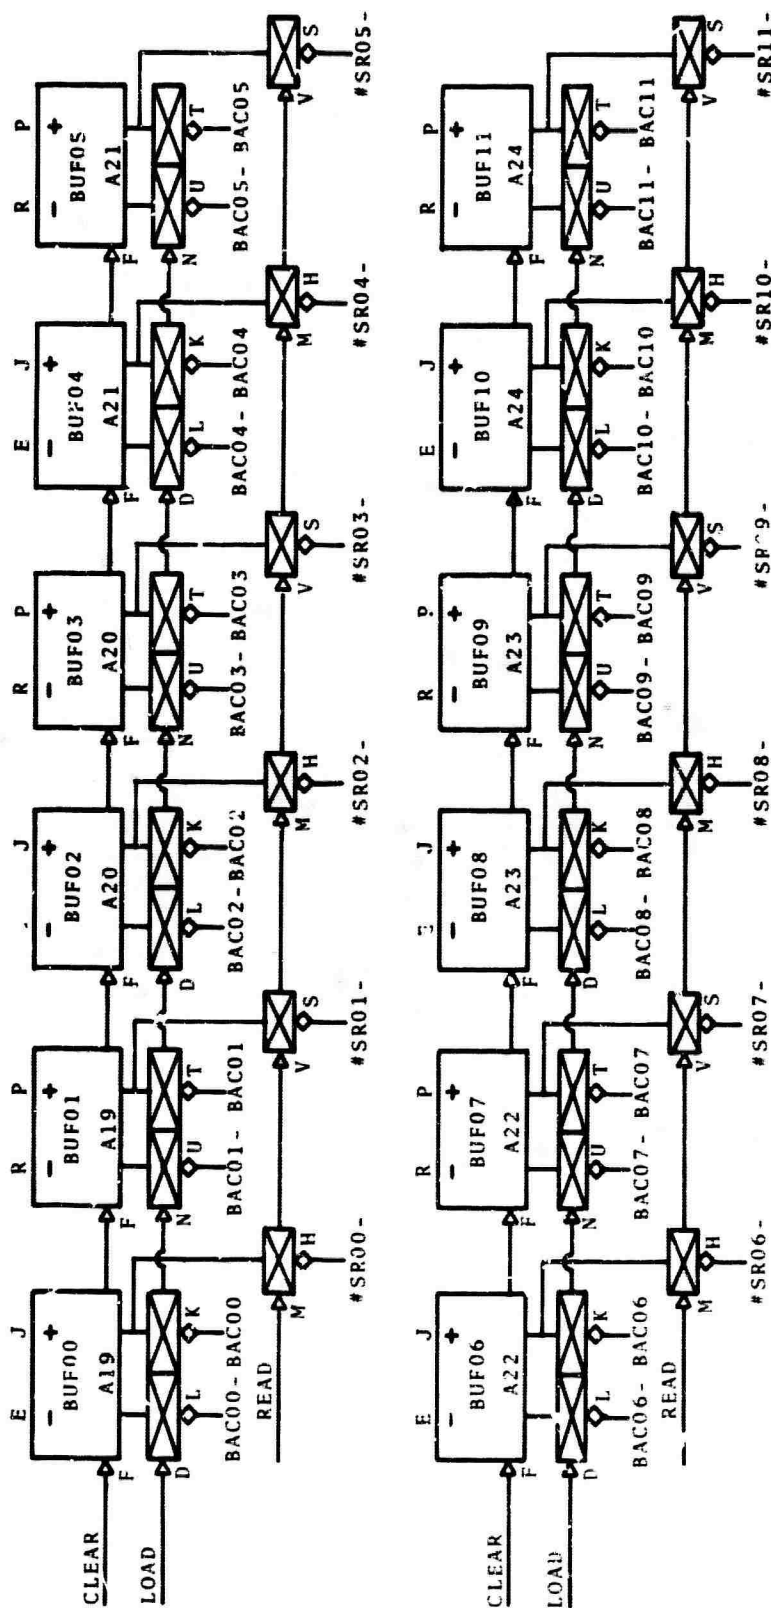 E J R P E J R P E J R P
- + - + - + - + - + - +
BUF00 BUF01 BUF02 BUF03 BUF04 BUF05
A19 A19 A20 A20 A21 A21
CLEAR F F F F F F
LOAD D N D N D N
L K U T L K U T L K U T
BAC00- BAC00 BAC01- BAC01 BAC02- BAC02 BAC03- BAC03 BAC04- BAC04 BAC05- BAC05
READ M H V S M H V S M H V S
#SR00- #SR01- #SR02- #SR03- #SR04- #SR05-
E J R P J R P E J R P
- + - + - + - + - + - +
BUF06 BUF07 BUF08 BUF09 BUF10 BUF11
A22 A22 A23 A23 A24 A24
CLEAR F F F F F F
LOAD D N D N D N
L K U T L K U T L K U T
BAC06- BAC06 BAC07- BAC07 BAC08- BAC08 BAC09- BAC09 BAC10- BAC10 BAC11- BAC11
READ M H V S M H V S M H V S
#SR06- #SR07- #SR08- #SR10- #SR11-